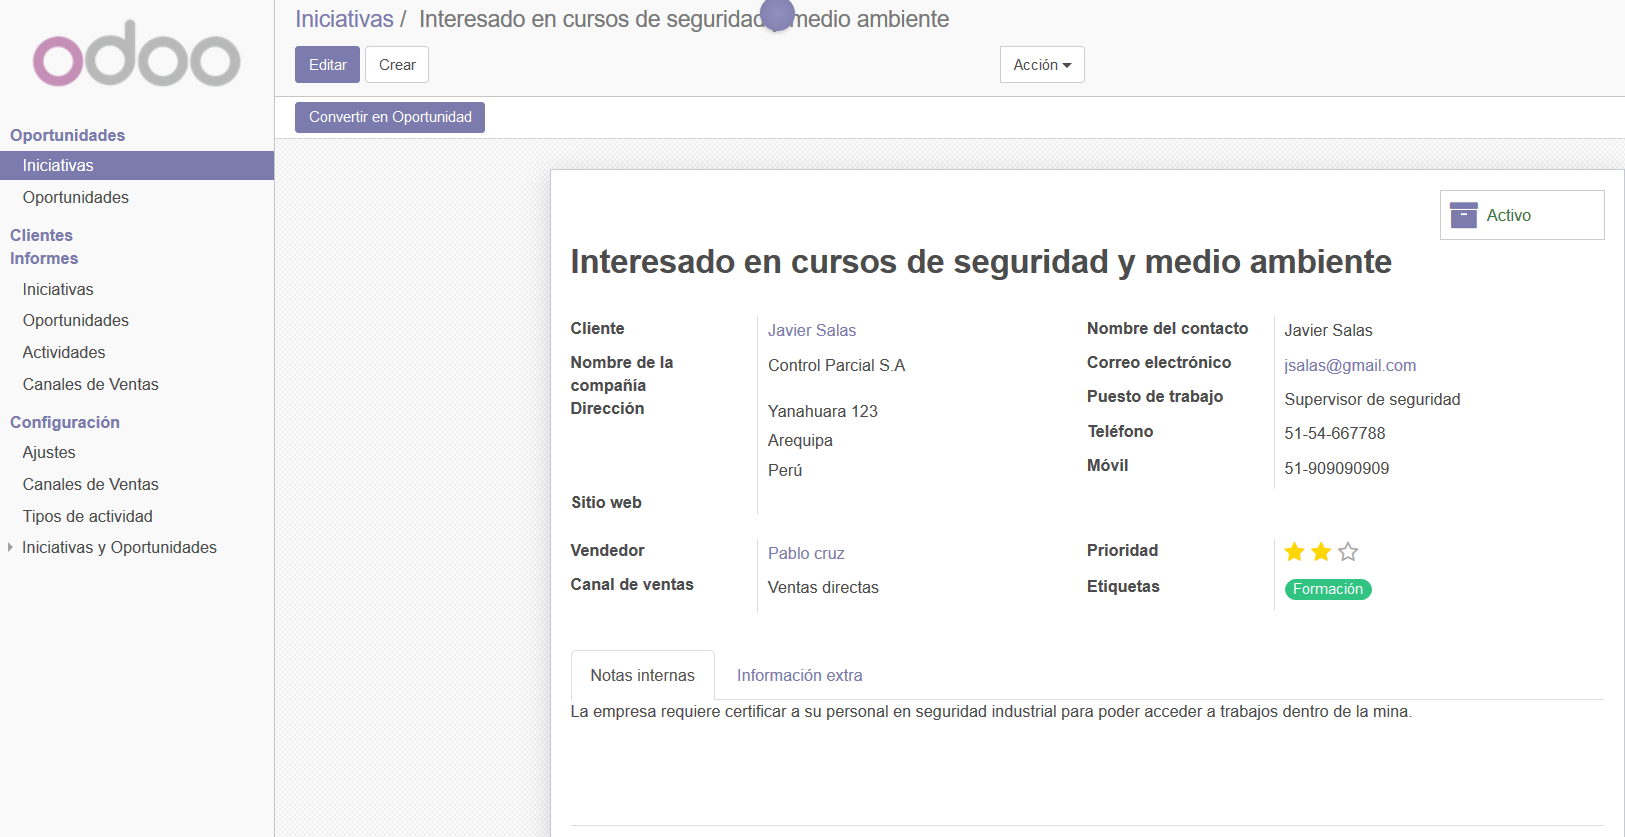 odoo
Oportunidades
Iniciativas
Oportunidades
Clientes
Informes
Iniciativas
Oportunidades
Actividades
Canales de Ventas
Configuración
Ajustes
Canales de Ventas
Tipos de actividad
Iniciativas y Oportunidades
Iniciativas / Interesado en cursos de seguridad medio ambiente
Editar Crear Acción
Convertir en Oportunidad
Activo
Interesado en cursos de seguridad y medio ambiente
Cliente Javier Salas
Nombre de la compañía Control Parcial S.A
Dirección Yanahuara 123
Arequipa
Perú
Sitio web
Nombre del contacto Javier Salas
Correo electrónico jsalas@gmail.com
Puesto de trabajo Supervisor de seguridad
Teléfono 51-54-667788
Móvil 51-909090909
Vendedor Pablo cruz
Canal de ventas Ventas directas
Prioridad
Etiquetas Formación
Notas internas Información extra
La empresa requiere certificar a su personal en seguridad industrial para poder acceder a trabajos dentro de la mina.